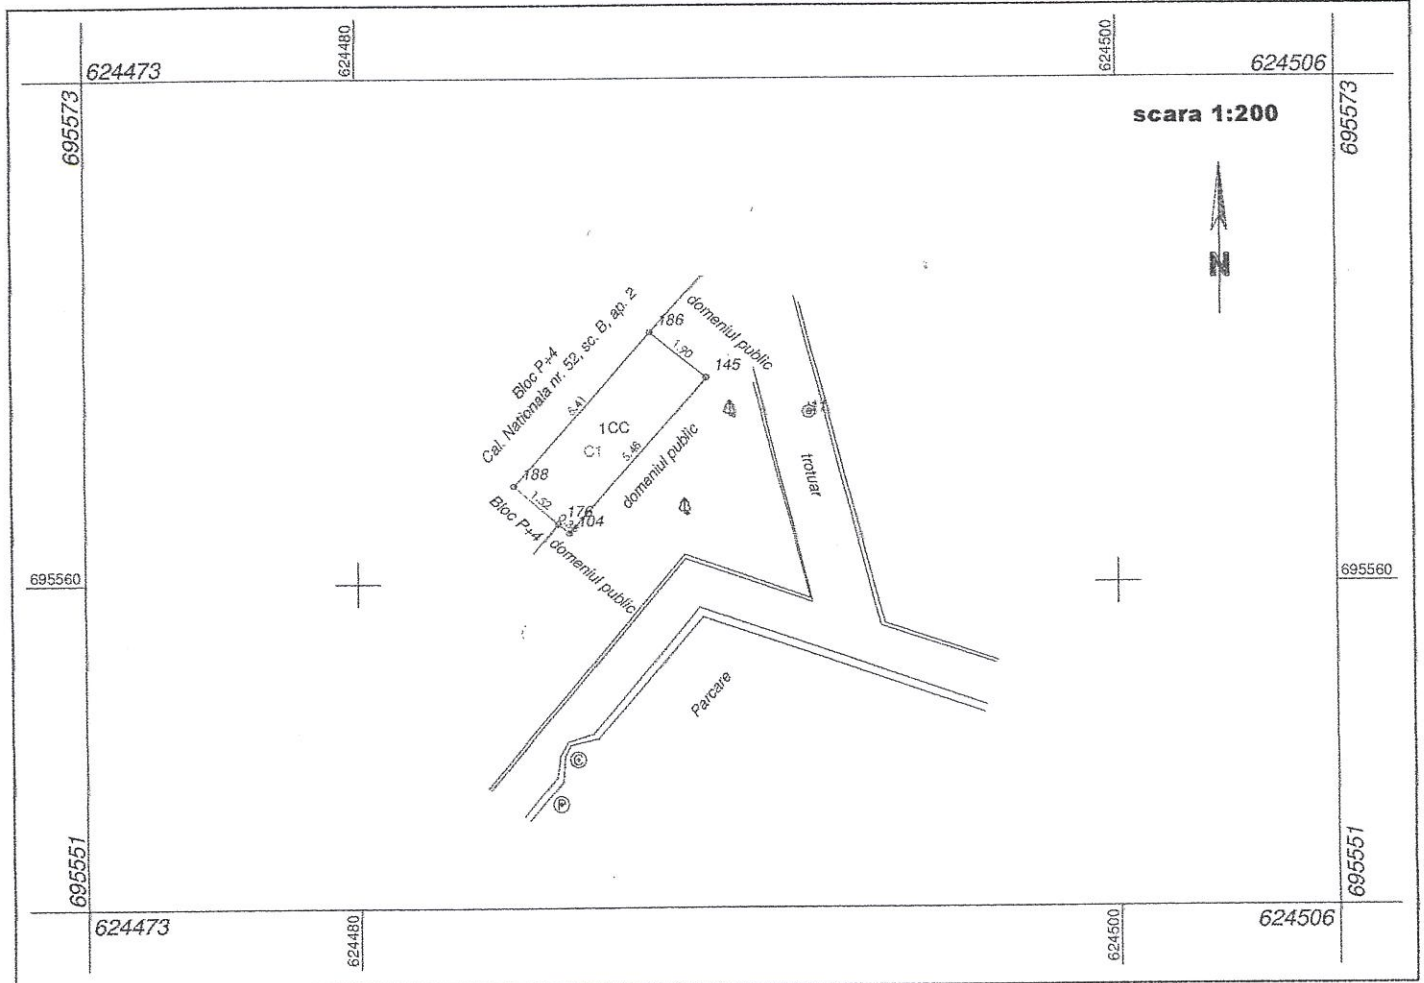 624480
624500
624473
624506
695573
695573
scara 1:200
N
Bloc P+4
Cal. Nationala nr. 52, sc. B, ap. 2
186
domeniul public
1,90
145
1CC
C1
5,46
domeniul public
188
1,52
176
104
Bloc P+4
domeniul public
trotuar
695560
695560
Parcare
C
P
695551
695551
624473
624506
624480
624500